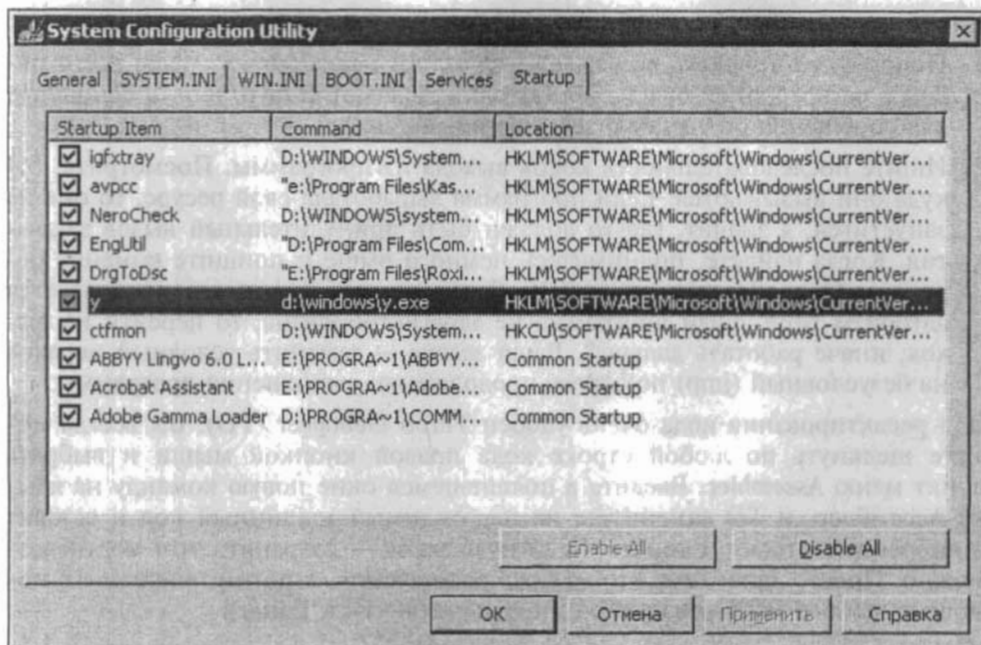 System Configuration Utility
General SYSTEM.INI WIN.INI BOOT.INI Services Startup
Startup Item Command Location
igfxtray D:\WINDOWS\System... HKLM\SOFTWARE\Microsoft\Windows\CurrentVer...
avpcc "e:\Program Files\Kas... HKLM\SOFTWARE\Microsoft\Windows\CurrentVer...
NeroCheck D:\WINDOWS\system... HKLM\SOFTWARE\Microsoft\Windows\CurrentVer...
EngUtil "D:\Program Files\Com... HKLM\SOFTWARE\Microsoft\Windows\CurrentVer...
DrgToDsc "E:\Program Files\Roxi... HKLM\SOFTWARE\Microsoft\Windows\CurrentVer...
y d:\windows\y.exe HKLM\SOFTWARE\Microsoft\Windows\CurrentVer...
ctfmon D:\WINDOWS\System... HKCU\SOFTWARE\Microsoft\Windows\CurrentVer...
ABBYY Lingvo 6.0 L... E:\PROGRA~1\ABBYY... Common Startup
Acrobat Assistant E:\PROGRA~1\Adobe... Common Startup
Adobe Gamma Loader D:\PROGRA~1\COMM... Common Startup
Enable All Disable All
OK Отмена Применить Справка